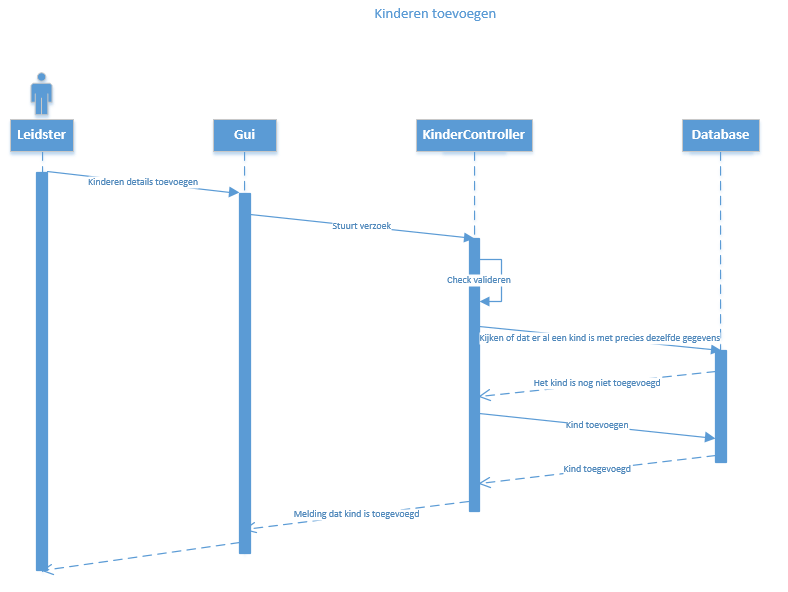 Kinderen toevoegen
Leidster
Gui
KinderController
Database
Kinderen details toevoegen
Stuurt verzoek
Check valideren
Kijken of dat er al een kind is met precies dezelfde gegevens
Het kind is nog niet toegevoegd
Kind toevoegen
Kind toegevoegd
Melding dat kind is toegevoegd